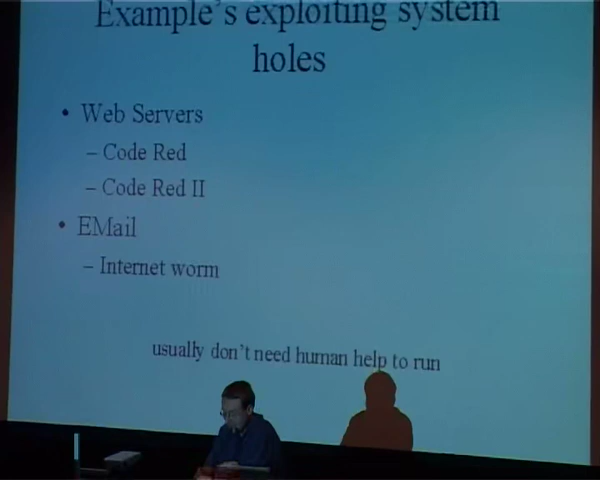 Example's exploiting system
holes
• Web Servers
– Code Red
– Code Red II
• EMail
– Internet worm
usually don't need human help to run